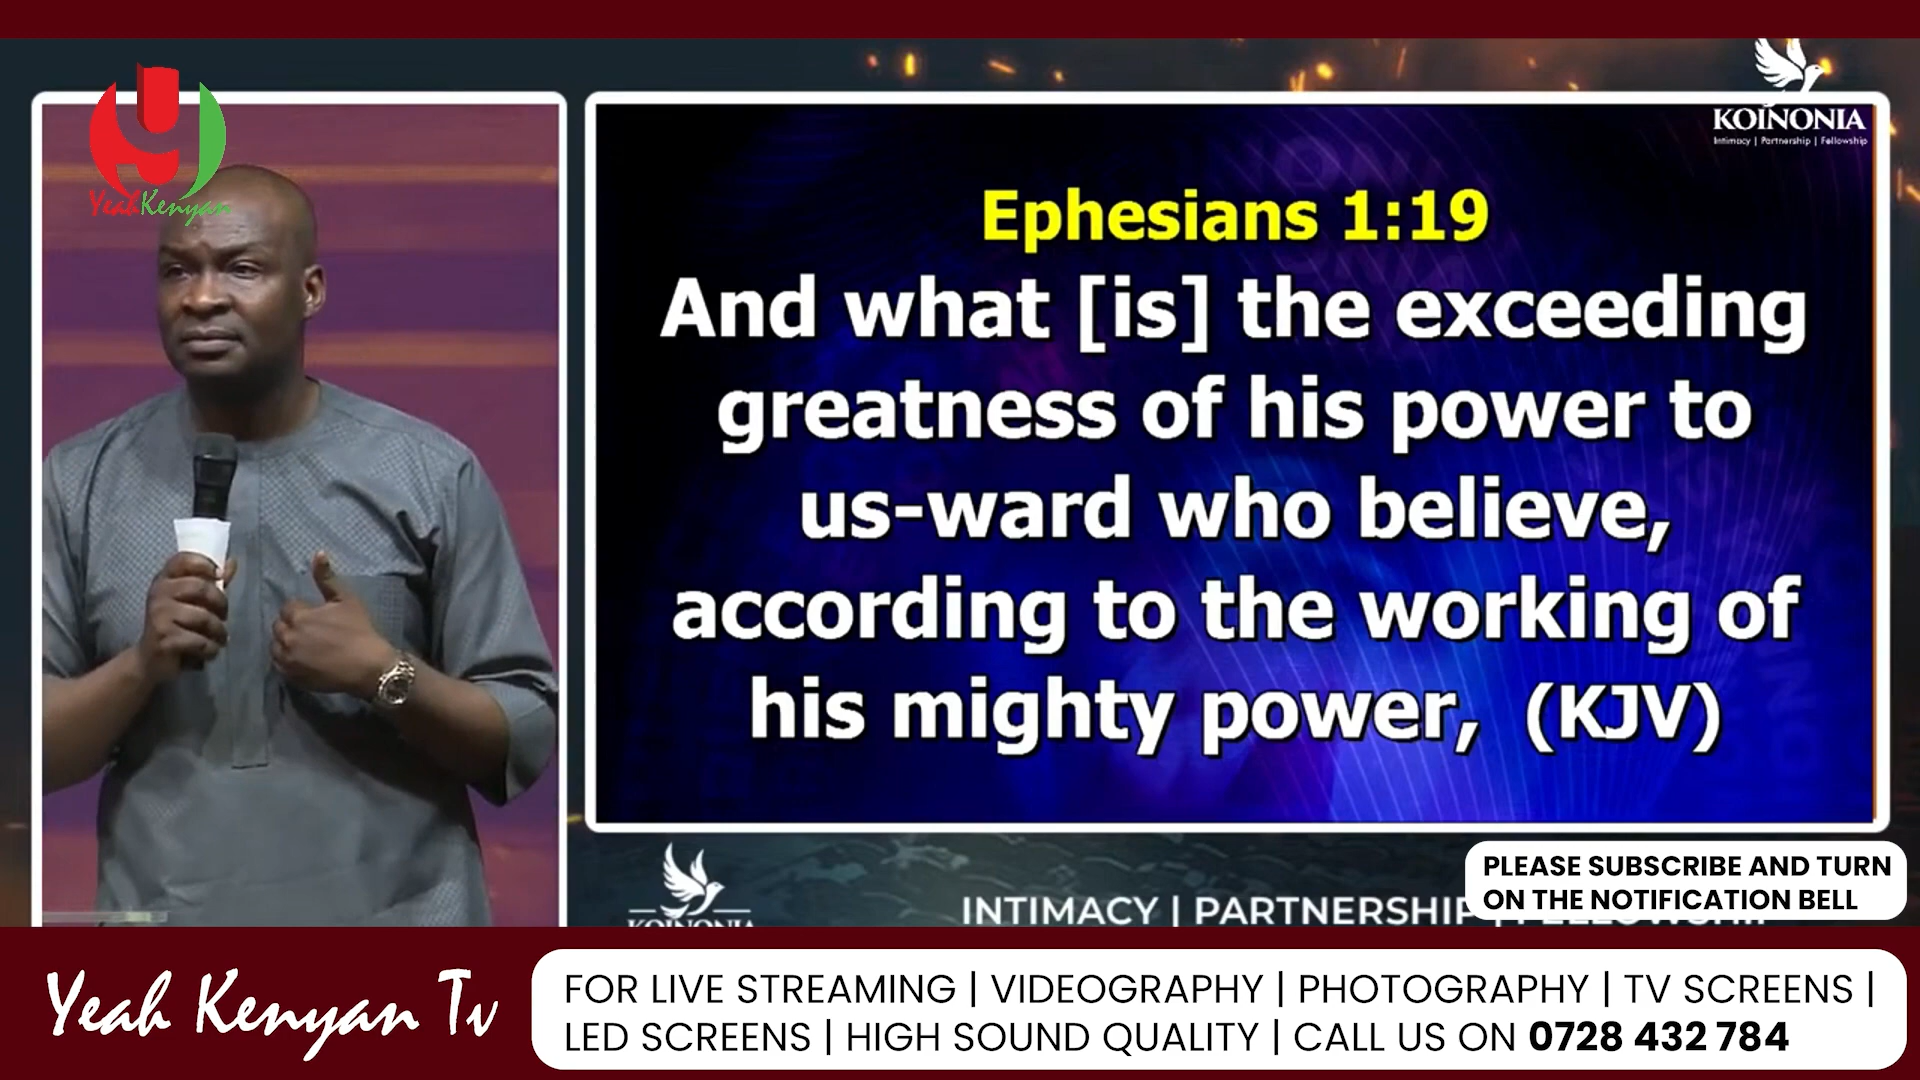 YeahKenyan
KOINONIA
Intimacy | Partnership | Fellowship
Ephesians 1:19
And what [is] the exceeding
greatness of his power to
us-ward who believe,
according to the working of
his mighty power, (KJV)
KOINONIA
INTIMACY | PARTNERSHIP | FELLOWSHIP
PLEASE SUBSCRIBE AND TURN
ON THE NOTIFICATION BELL
Yeah Kenyan Tv
FOR LIVE STREAMING | VIDEOGRAPHY | PHOTOGRAPHY | TV SCREENS |
LED SCREENS | HIGH SOUND QUALITY | CALL US ON 0728 432 784